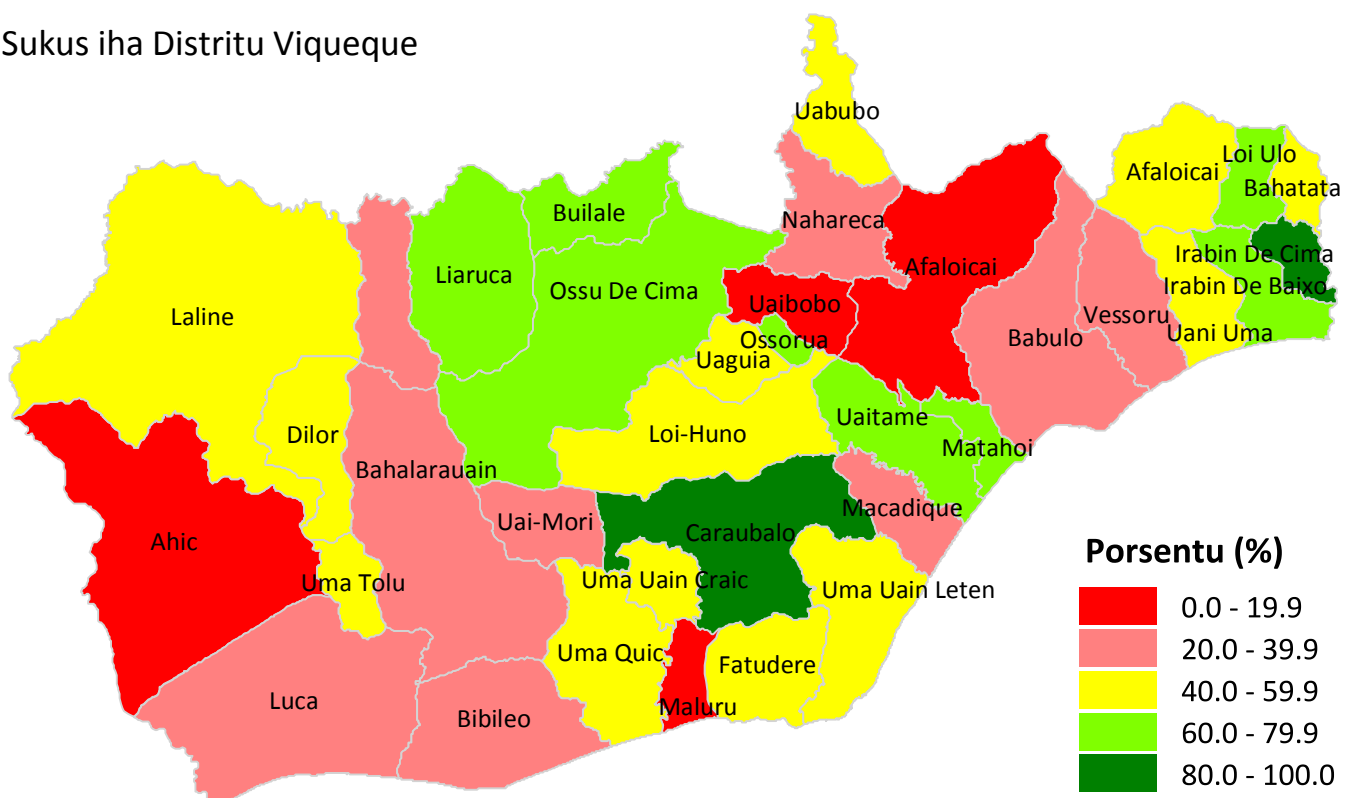 Sukus iha Distritu Viqueque
Uabubo
Loi Ulo
Afaloicai
Bahatata
Builale
Nahareca
Irabin De Cima
Liaruca
Afaloicai
Ossu De Cima
Irabin De Baixo
Uaibobo
Laline
Vessoru
Uani Uma
Ossorua
Babulo
Uaguia
Dilor
Loi-Huno
Uaitame
Matahoi
Bahalarauain
Macadique
Uai-Mori
Caraubalo
Ahic
Uma Tolu
Uma Uain Craic
Uma Uain Leten
Uma Quic
Fatudere
Luca
Maluru
Bibileo
Porsentu (%)
0.0 - 19.9
20.0 - 39.9
40.0 - 59.9
60.0 - 79.9
80.0 - 100.0